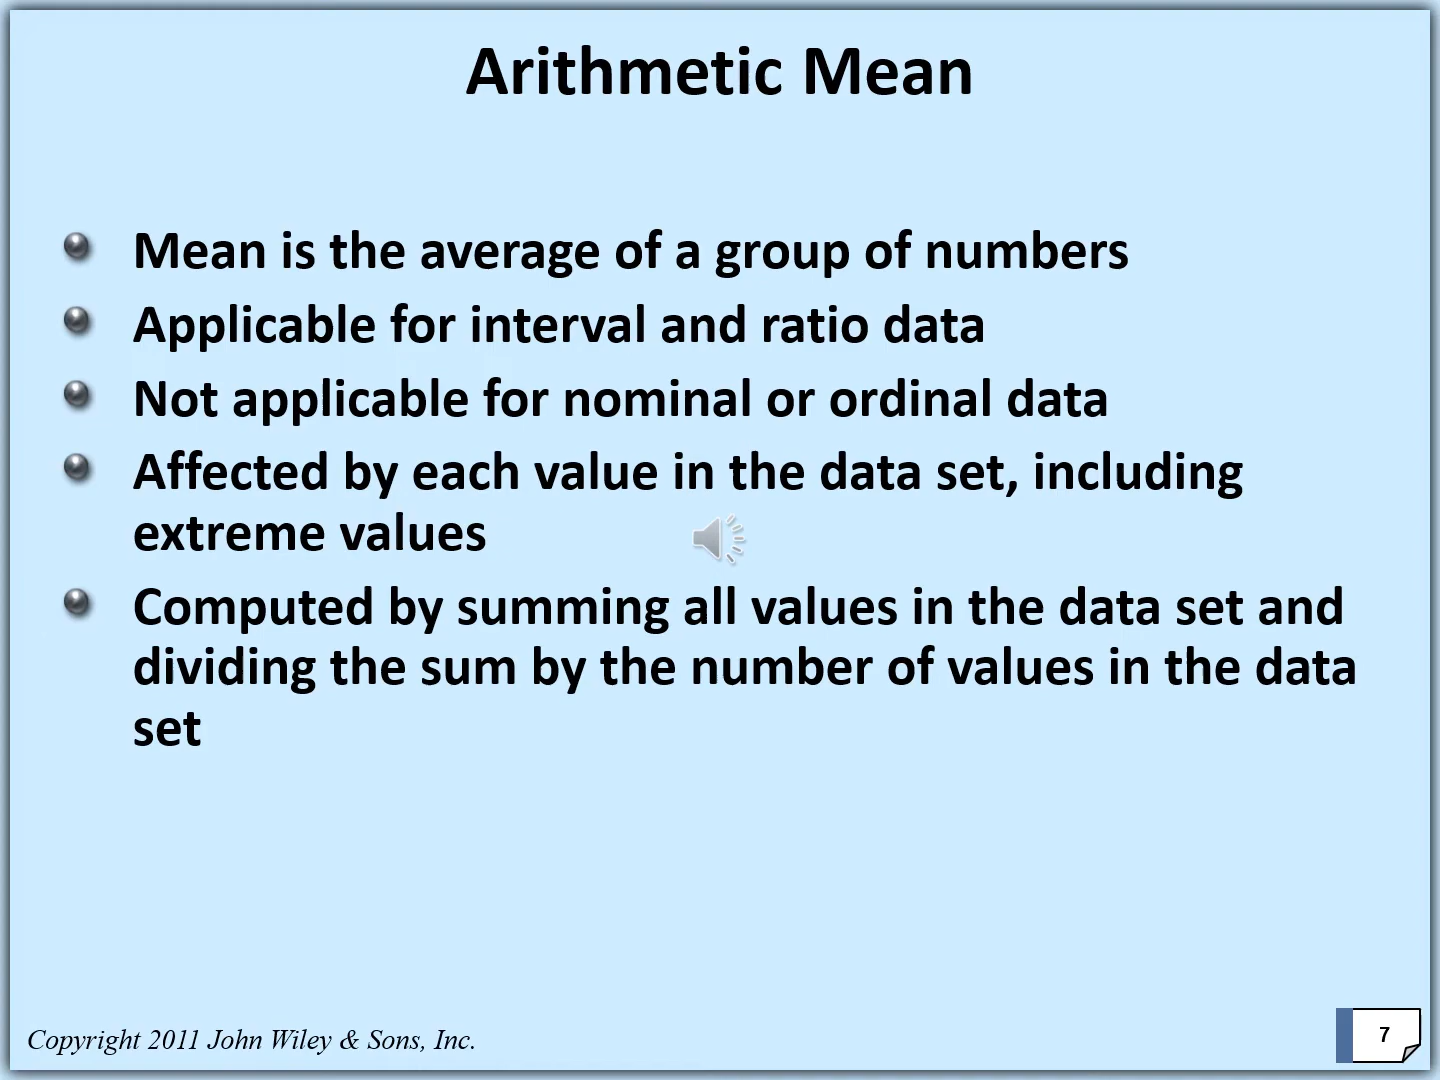 Arithmetic Mean
Mean is the average of a group of numbers
Applicable for interval and ratio data
Not applicable for nominal or ordinal data
Affected by each value in the data set, including
extreme values
Computed by summing all values in the data set and
dividing the sum by the number of values in the data
set
Copyright 2011 John Wiley & Sons, Inc.
7